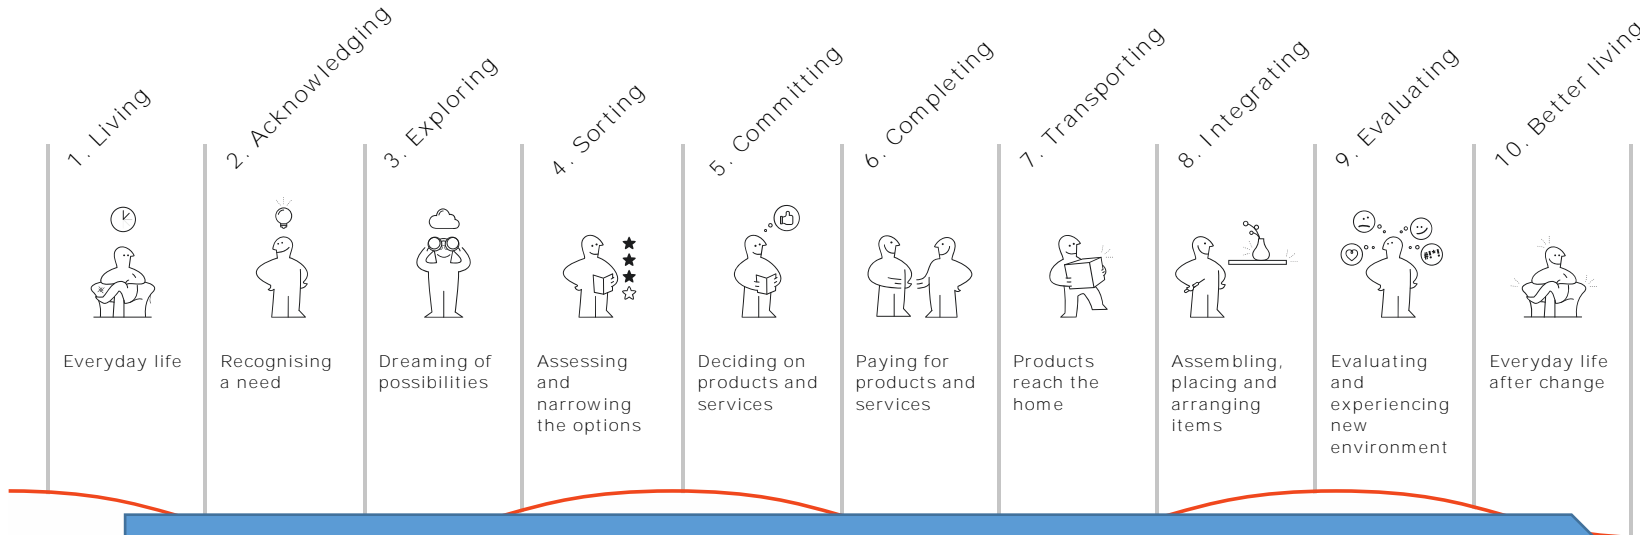 1. Living
2. Acknowledging
3. Exploring
4. Sorting
5. Committing
6. Completing
7. Transporting
8. Integrating
9. Evaluating
10. Better living
#!*!
Everyday life
Recognising
a need
Dreaming of
possibilities
Assessing
and
narrowing
the options
Deciding on
products and
services
Paying for
products and
services
Products
reach the
home
Assembling,
placing and
arranging
items
Evaluating
and
experiencing
new
environment
Everyday life
after change